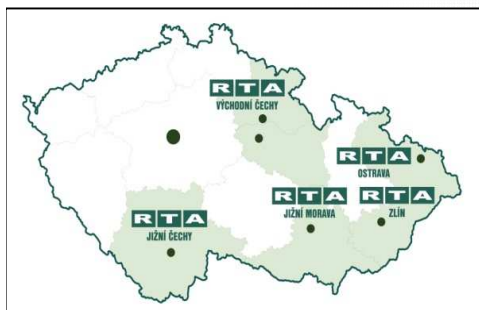 RTA
VÝCHODNÍ ČECHY
RTA
OSTRAVA
RTA
JIŽNÍ MORAVA
RTA
ZLÍN
RTA
JIŽNÍ ČECHY